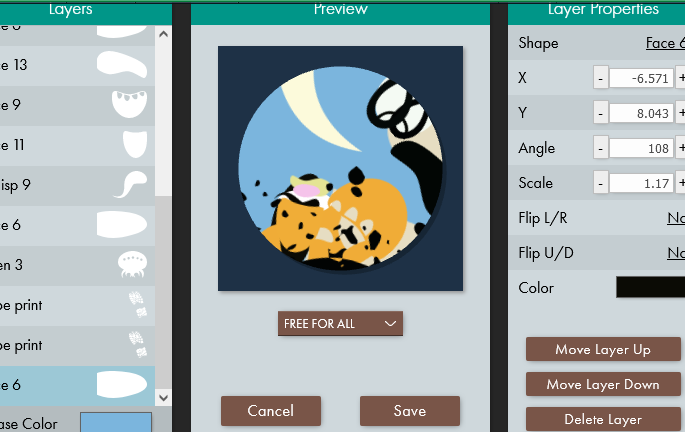 Layers
Preview
Layer Properties
e 6
e 13
e 9
e 11
isp 9
e 6
en 3
pe print
pe print
e 6
ase Color
FREE FOR ALL
Cancel
Save
Shape
Face 6
X
-
-6.571
+
Y
-
8.043
+
Angle
-
108
+
Scale
-
1.17
+
Flip L/R
No
Flip U/D
No
Color
Move Layer Up
Move Layer Down
Delete Layer